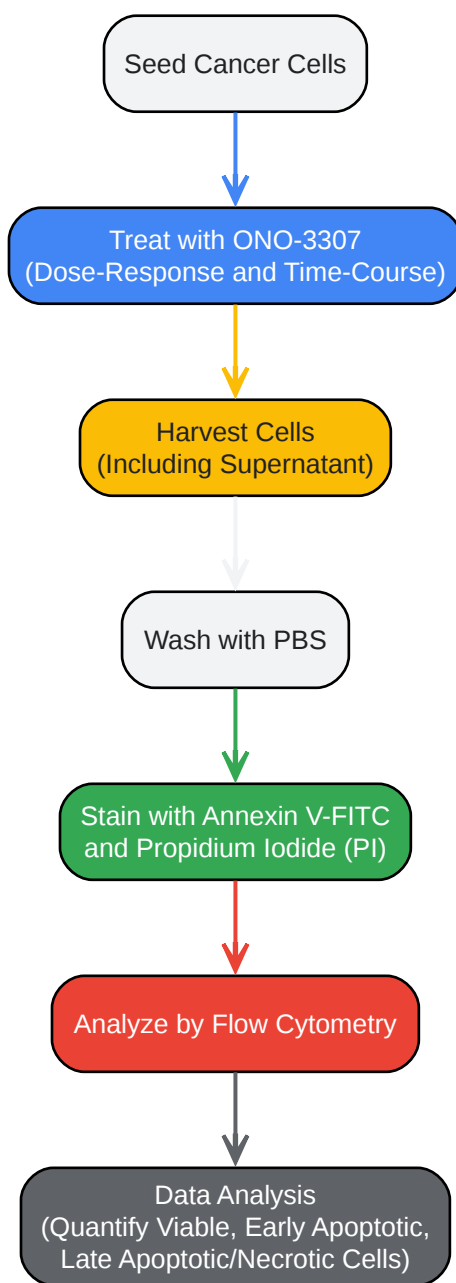 Seed Cancer Cells
Treat with ONO-3307
(Dose-Response and Time-Course)
Harvest Cells
(Including Supernatant)
Wash with PBS
Stain with Annexin V-FITC
and Propidium Iodide (PI)
Analyze by Flow Cytometry
Data Analysis
(Quantify Viable, Early Apoptotic,
Late Apoptotic/Necrotic Cells)